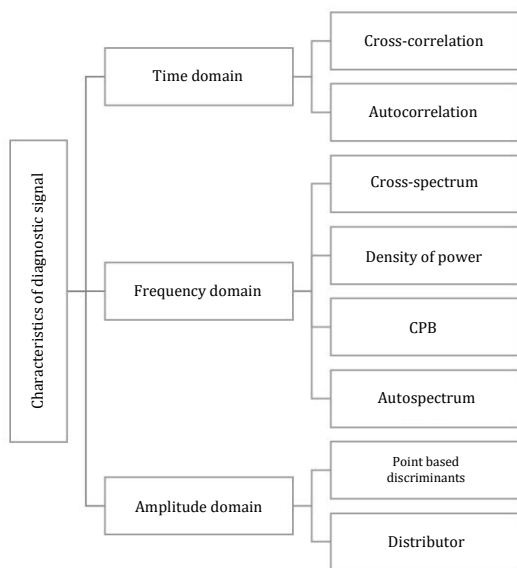 Characteristics of diagnostic signal
Time domain
Cross-correlation
Autocorrelation
Frequency domain
Cross-spectrum
Density of power
CPB
Autospectrum
Amplitude domain
Point based
discriminants
Distributor